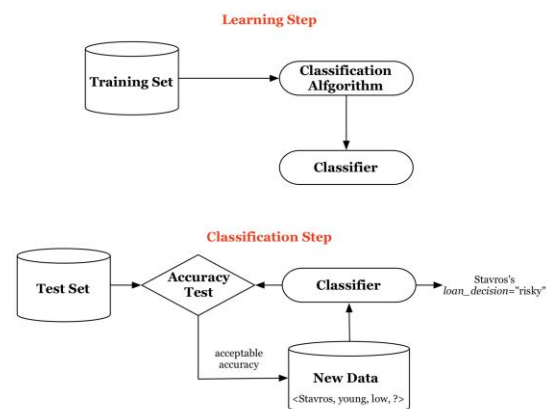 Learning Step
Training Set
Classification
Alfgorithm
Classifier
Classification Step
Test Set
Accuracy
Test
Classifier
Stavros's
loan_decision="risky"
acceptable
accuracy
New Data
<Stavros, young, low, ?>